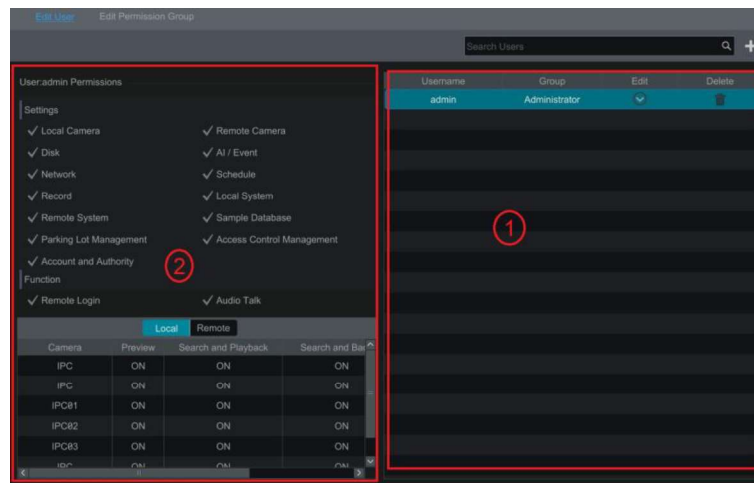 Edit User Edit Permission Group
Search Users
User:admin Permissions
Settings
Local Camera Remote Camera
Disk AI / Event
Network Schedule
Record Local System
Remote System Sample Database
Parking Lot Management Access Control Management
Account and Authority
2
Function
Remote Login Audio Talk
Local Remote
Camera Preview Search and Playback Search and Ba
IPC ON ON ON
IPC ON ON ON
IPC01 ON ON ON
IPC02 ON ON ON
IPC03 ON ON ON
IPC ON ON ON
Username Group Edit Delete
admin Administrator
1